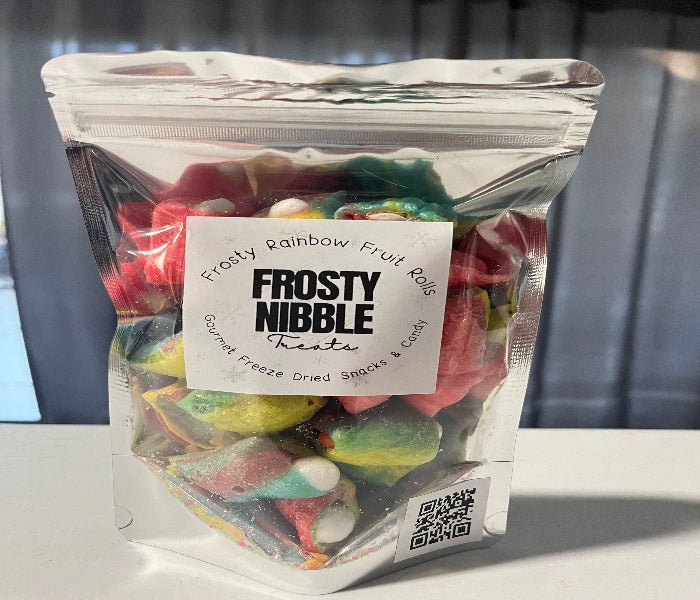 Frosty Rainbow Fruit Rolls
FROSTY
NIBBLE
Treats
Gourmet Freeze Dried Snacks & Candy